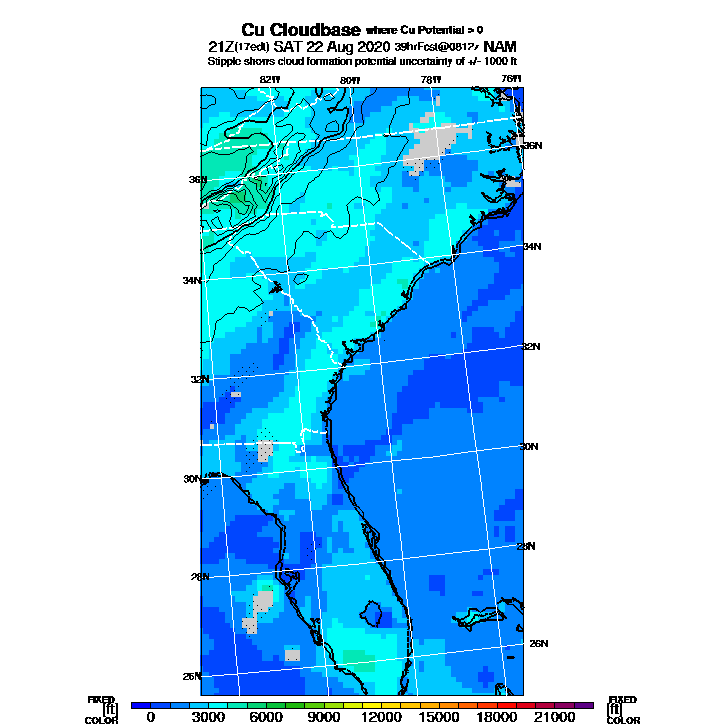 Cu Cloudbase where Cu Potential > 0
21Z(17edt) SAT 22 Aug 2020 39hrFcst@0812z NAM
Stipple shows cloud formation potential uncertainty of +/- 1000 ft
82W 80W 78W 76W
36N
36N
34N
34N
32N
32N
30N
30N
28N
28N
26N
26N
FIXED [ft] COLOR
0 3000 6000 9000 12000 15000 18000 21000
FIXED [ft] COLOR